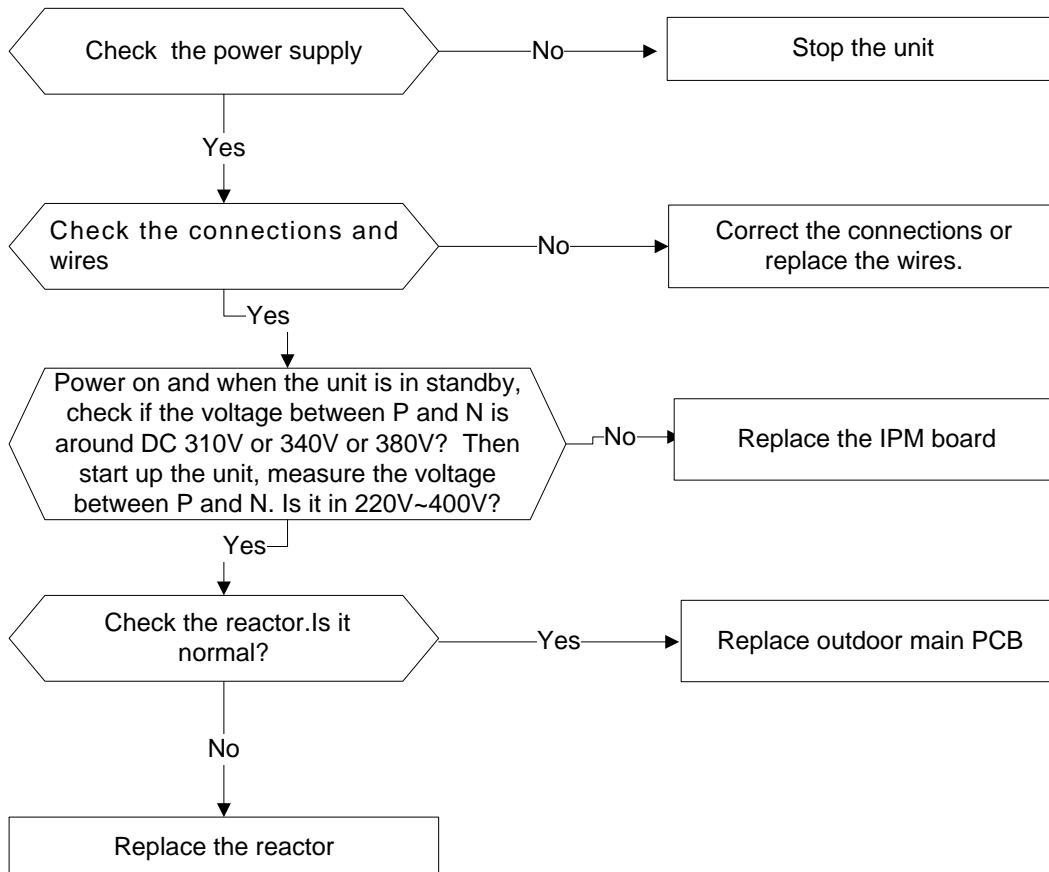 Check the power supply
No
Stop the unit
Yes
Check the connections and
wires
No
Correct the connections or
replace the wires.
Yes
Power on and when the unit is in standby,
check if the voltage between P and N is
around DC 310V or 340V or 380V? Then
start up the unit, measure the voltage
between P and N. Is it in 220V~400V?
No
Replace the IPM board
Yes
Check the reactor.Is it
normal?
Yes
Replace outdoor main PCB
No
Replace the reactor